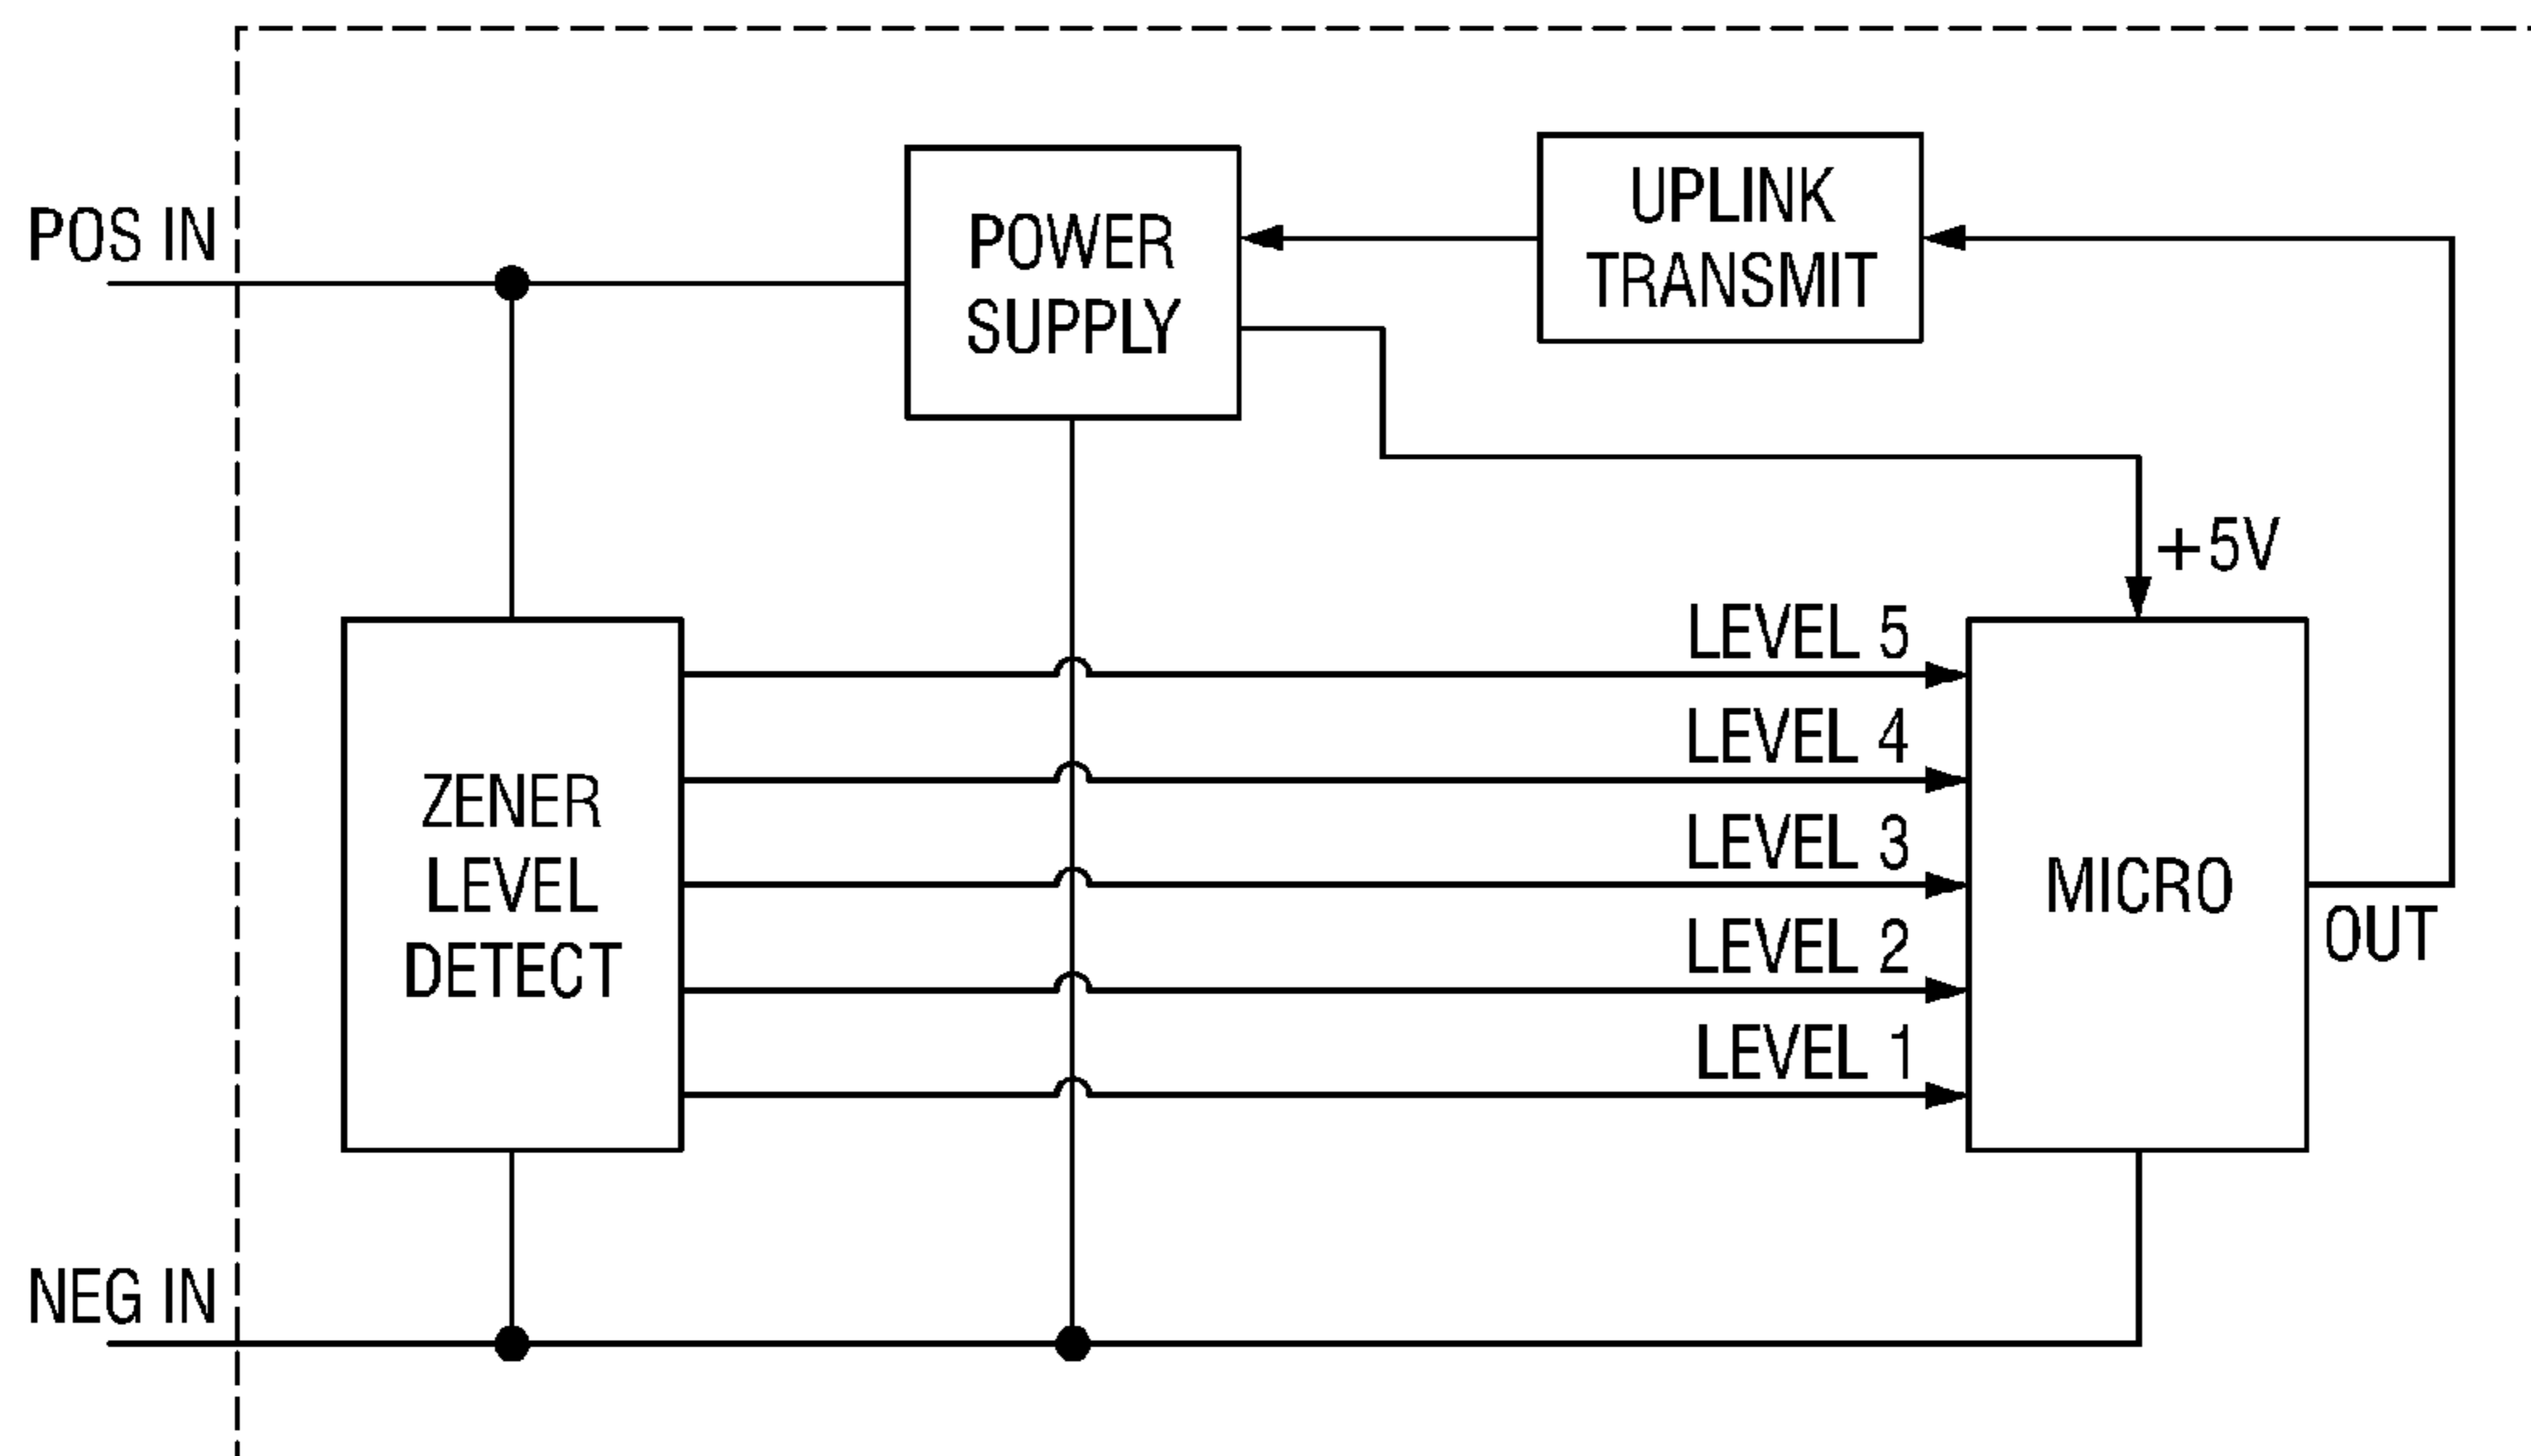 POS IN
POWER
SUPPLY
UPLINK
TRANSMIT
+5V
ZENER
LEVEL
DETECT
LEVEL 5
LEVEL 4
LEVEL 3
LEVEL 2
LEVEL 1
MICRO
OUT
NEG IN